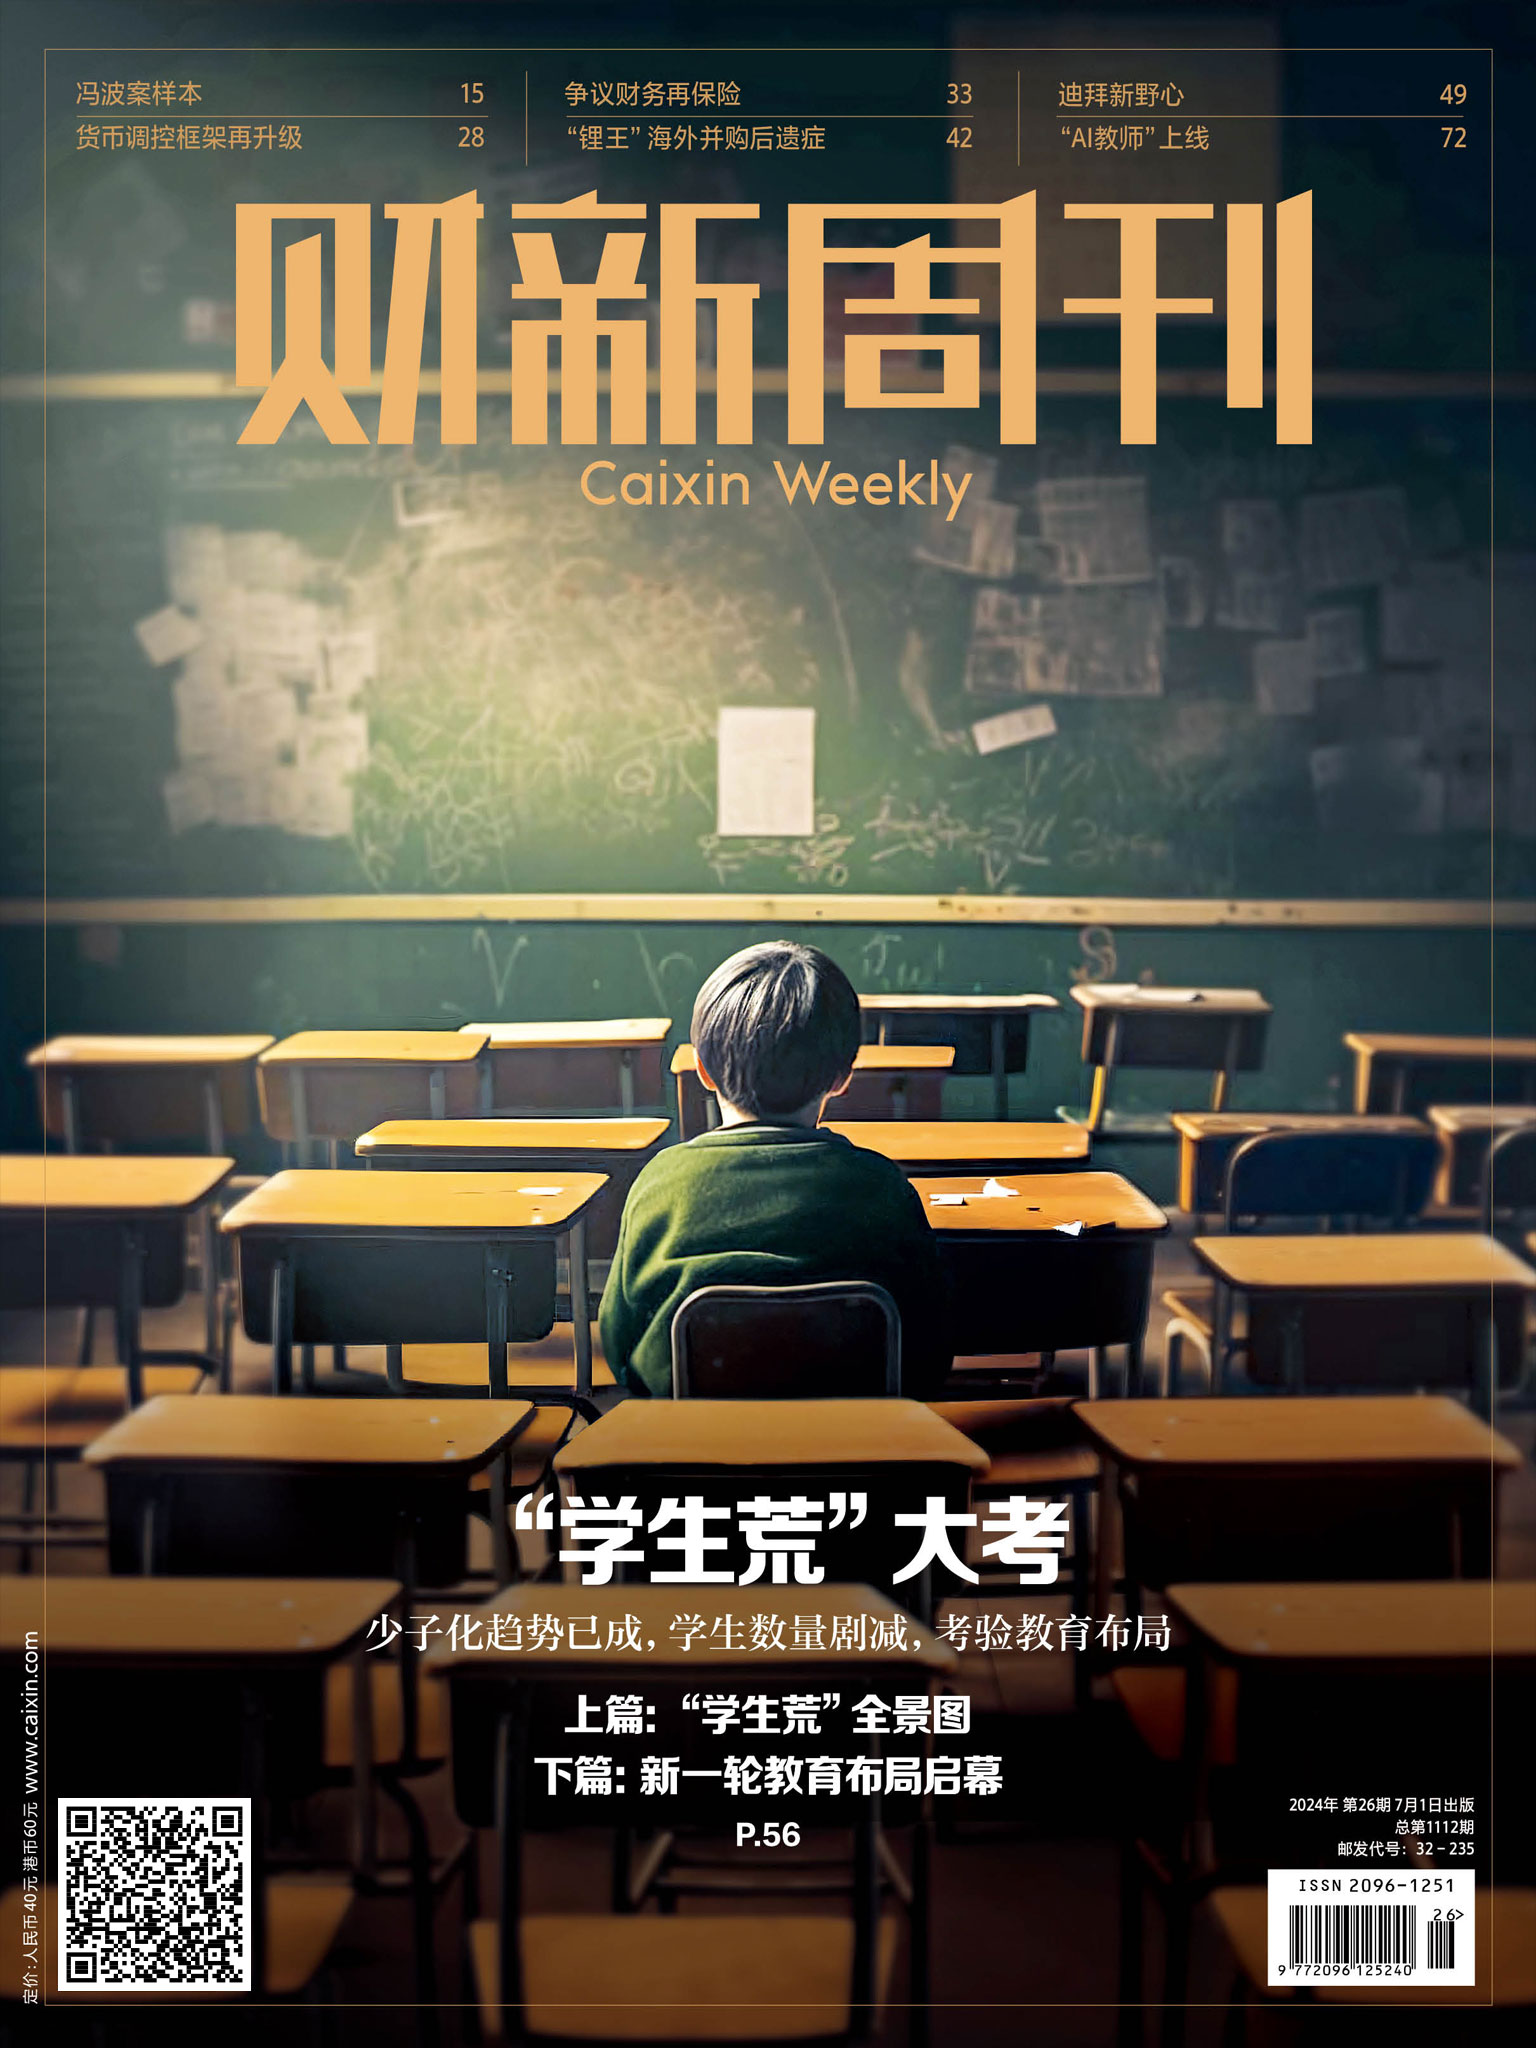 冯波案样本 15
货币调控框架再升级 28
争议财务再保险 33
“锂王”海外并购后遗症 42
迪拜新野心 49
“AI教师”上线 72
财新周刊
Caixin Weekly
“学生荒”大考
少子化趋势已成，学生数量剧减，考验教育布局
上篇：“学生荒”全景图
下篇：新一轮教育布局启幕
P.56
定价：人民币40元 港币60元 www.caixin.com
2024年 第26期 7月1日出版
总第1112期
邮发代号：32-235
ISSN 2096-1251
26>
9 772096 125240